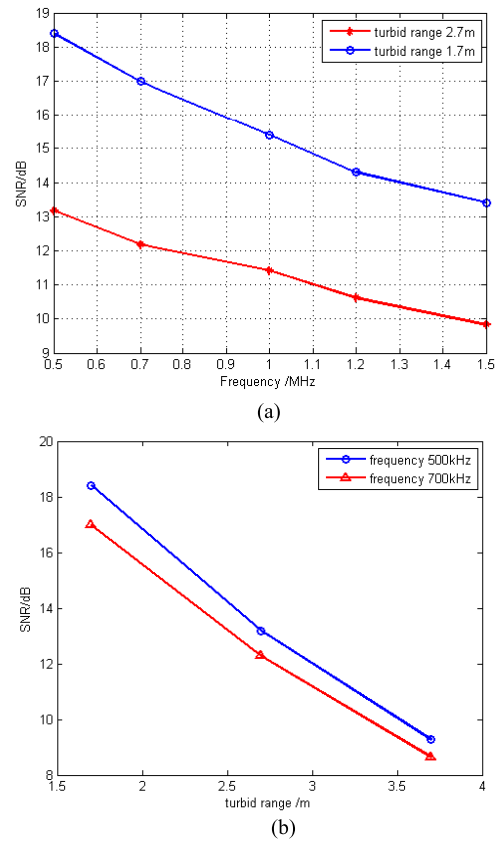 19
18
17
16
15
14
13
12
11
10
9
SNR/dB
turbid range 2.7m
turbid range 1.7m
0.5 0.6 0.7 0.8 0.9 1 1.1 1.2 1.3 1.4 1.5
Frequency /MHz
(a)
20
18
16
14
12
10
8
SNR/dB
frequency 500kHz
frequency 700kHz
1.5 2 2.5 3 3.5 4
turbid range /m
(b)